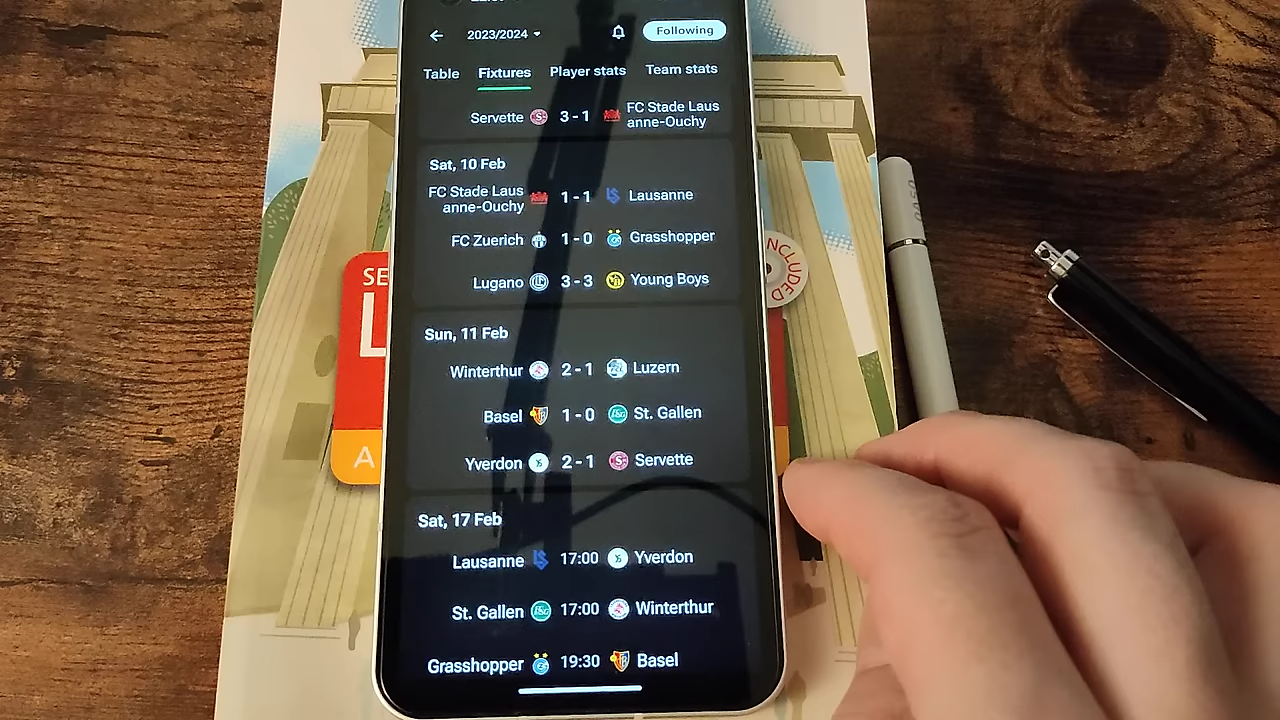 2023/2024
Following
Table Fixtures Player stats Team stats
Servette 3 - 1 FC Stade Laus
anne-Ouchy
Sat, 10 Feb
FC Stade Laus
anne-Ouchy 1 - 1 Lausanne
FC Zuerich 1 - 0 Grasshopper
Lugano 3 - 3 Young Boys
Sun, 11 Feb
Winterthur 2 - 1 Luzern
Basel 1 - 0 St. Gallen
Yverdon 2 - 1 Servette
Sat, 17 Feb
Lausanne 17:00 Yverdon
St. Gallen 17:00 Winterthur
Grasshopper 19:30 Basel
SE
L
A
INCLUDED